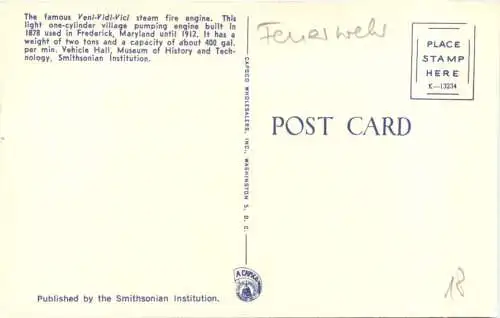 The famous Veni-Vidi-Vici steam fire engine. This
light one-cylinder village pumping engine built in
1878 used in Frederick, Maryland until 1912. It has a
weight of two tons and a capacity of about 400 gal.
per min. Vehicle Hall, Museum of History and Tech-
nology, Smithsonian Institution.
Feuerwehr
PLACE
STAMP
HERE
K—13234
POST CARD
CAPSCO WHOLESALERS, INC., WASHINGTON 5, D. C.
A CAPSCO
18
Published by the Smithsonian Institution.